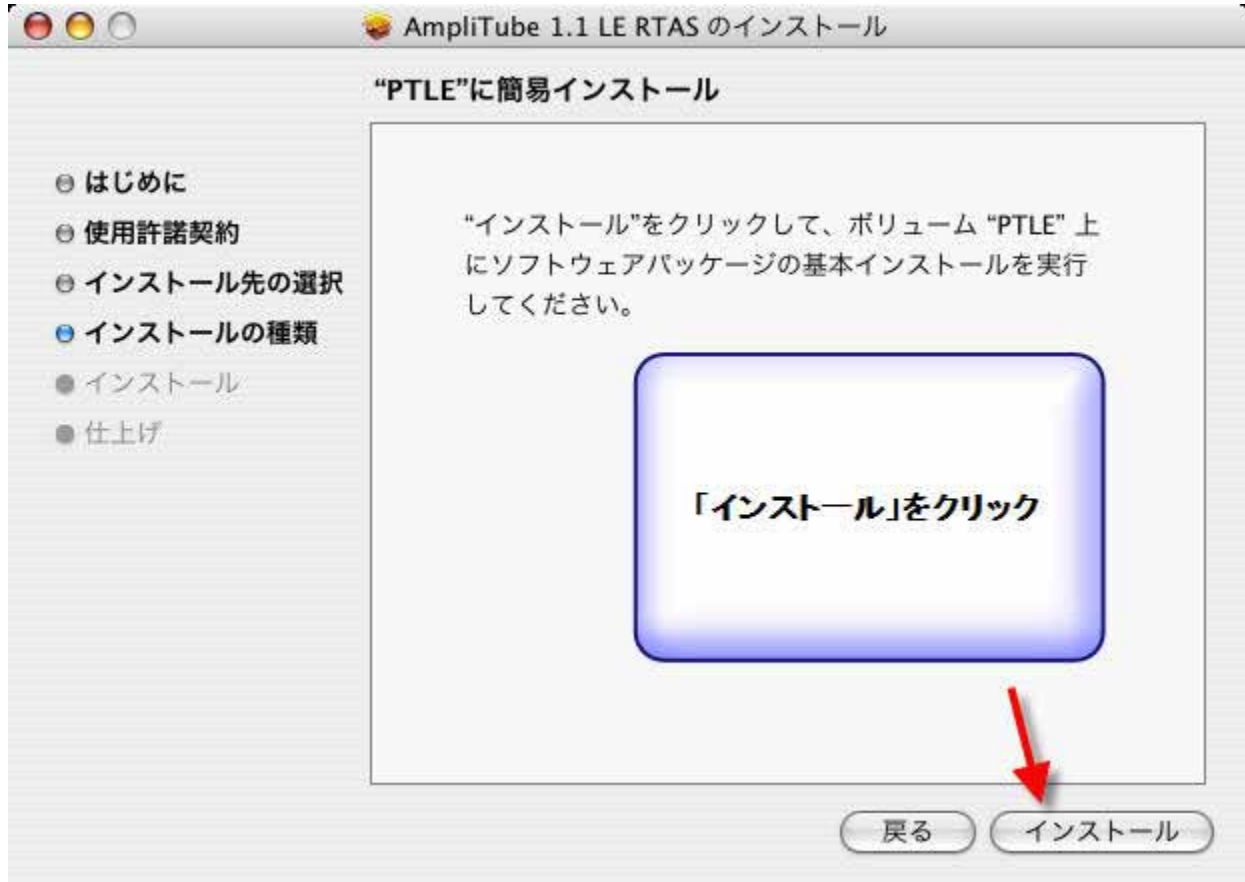 AmpliTube 1.1 LE RTAS のインストール
“PTLE”に簡易インストール
はじめに
使用許諾契約
インストール先の選択
インストールの種類
インストール
仕上げ
“インストール”をクリックして、ボリューム “PTLE” 上
にソフトウェアパッケージの基本インストールを実行
してください。
「インストール」をクリック
戻る
インストール